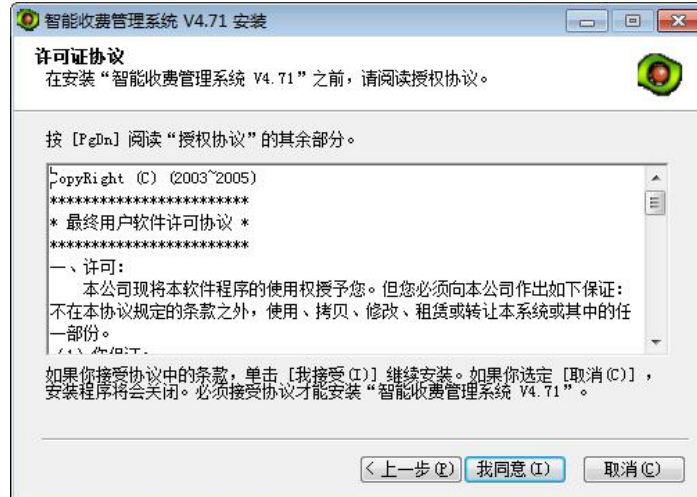 智能收费管理系统 V4.71 安装
许可证协议
在安装“智能收费管理系统 V4.71”之前，请阅读授权协议。
按 [PgDn] 阅读“授权协议”的其余部分。
CopyRight (C) (2003~2005)
*************************
* 最终用户软件许可协议 *
*************************
一、许可：
本公司现将本软件程序的使用权授予您。但您必须向本公司作出如下保证：
不在本协议规定的条款之外，使用、拷贝、修改、租赁或转让本系统或其中的任
一部份。
(1) 你保证：
如果你接受协议中的条款，单击 [我接受(I)] 继续安装。如果你选定 [取消(C)] ，
安装程序将会关闭。必须接受协议才能安装“智能收费管理系统 V4.71”。
< 上一步(P) 我同意(I) 取消(C)